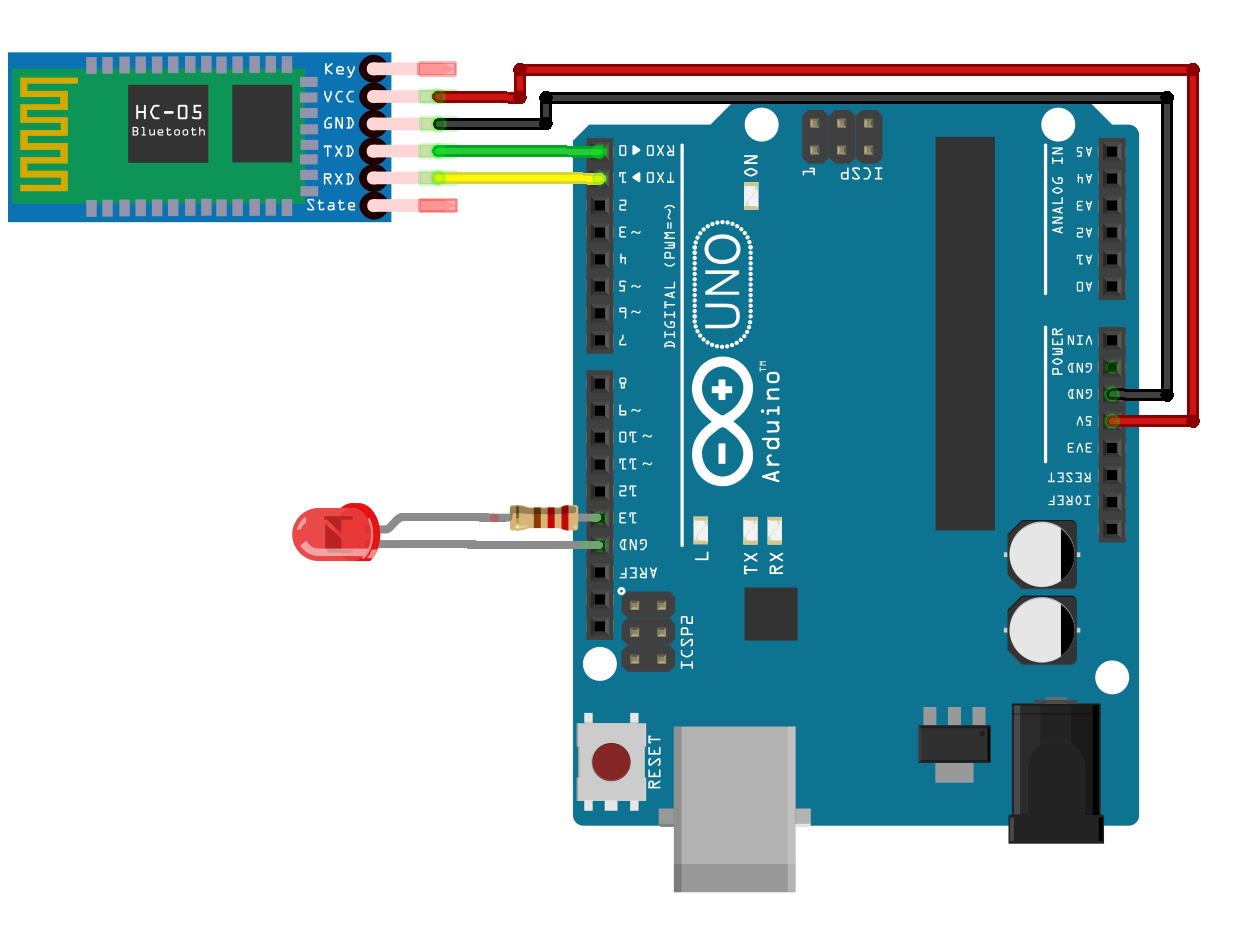 HC-05
Bluetooth
Key
VCC
GND
TXD
RXD
State
RXD ▶ 0
TXD ▶ 1
2
~ 3
4
~ 5
~ 6
7
8
~ 9
~ 10
~ 11
12
13
GND
AREF
DIGITAL (PWM=~)
ON
1
ICSP
UNO
Arduino™
L
TX
RX
ICSP2
RESET
ANALOG IN
A5
A4
A3
A2
A1
A0
POWER
VIN
GND
GND
5V
3V3
RESET
IOREF